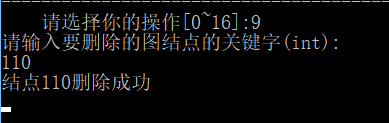 请选择你的操作[0~16]:9
请输入要删除的图结点的关键字(int):
110
结点110删除成功